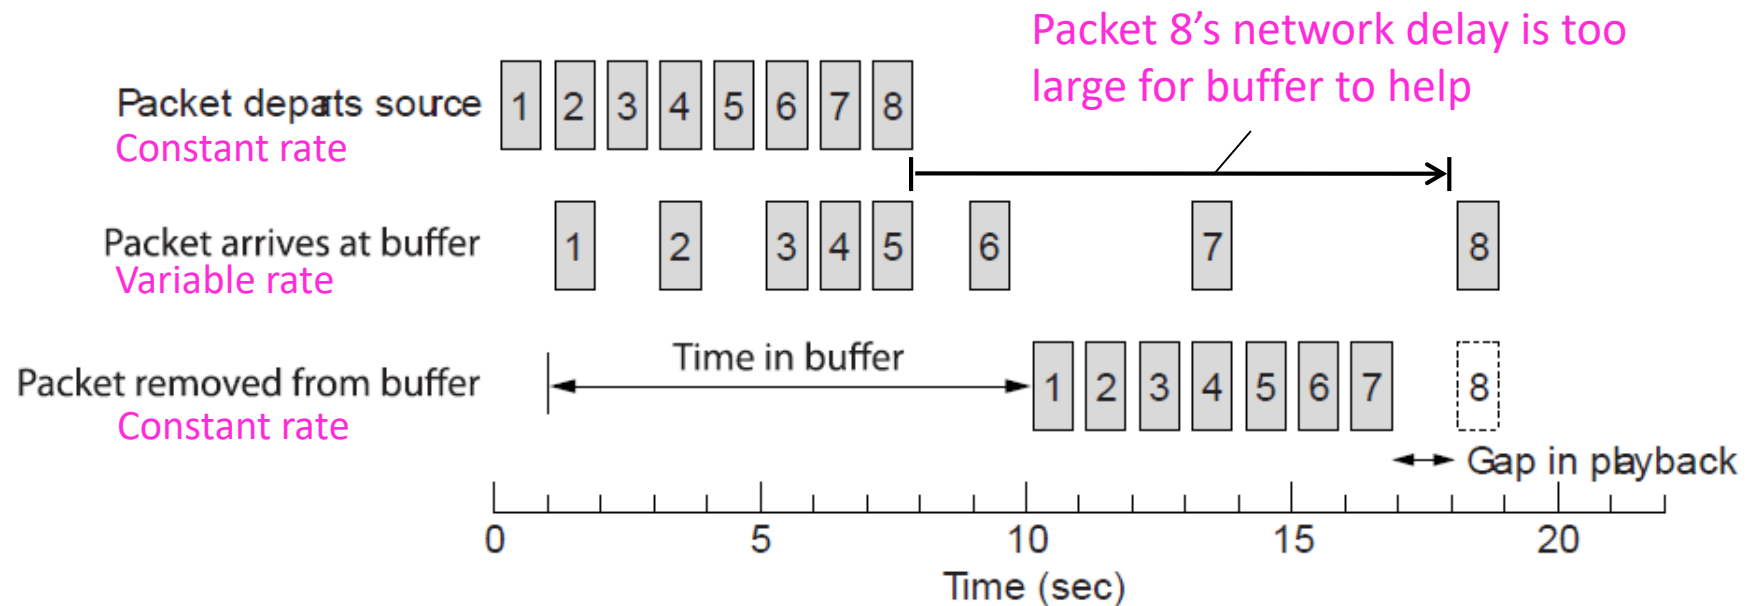 Packet 8’s network delay is too
large for buffer to help
Packet departs source 1 2 3 4 5 6 7 8
Constant rate
Packet arrives at buffer 1 2 3 4 5 6 7 8
Variable rate
Time in buffer
Packet removed from buffer 1 2 3 4 5 6 7 8
Constant rate
Gap in playback
0 5 10 15 20
Time (sec)